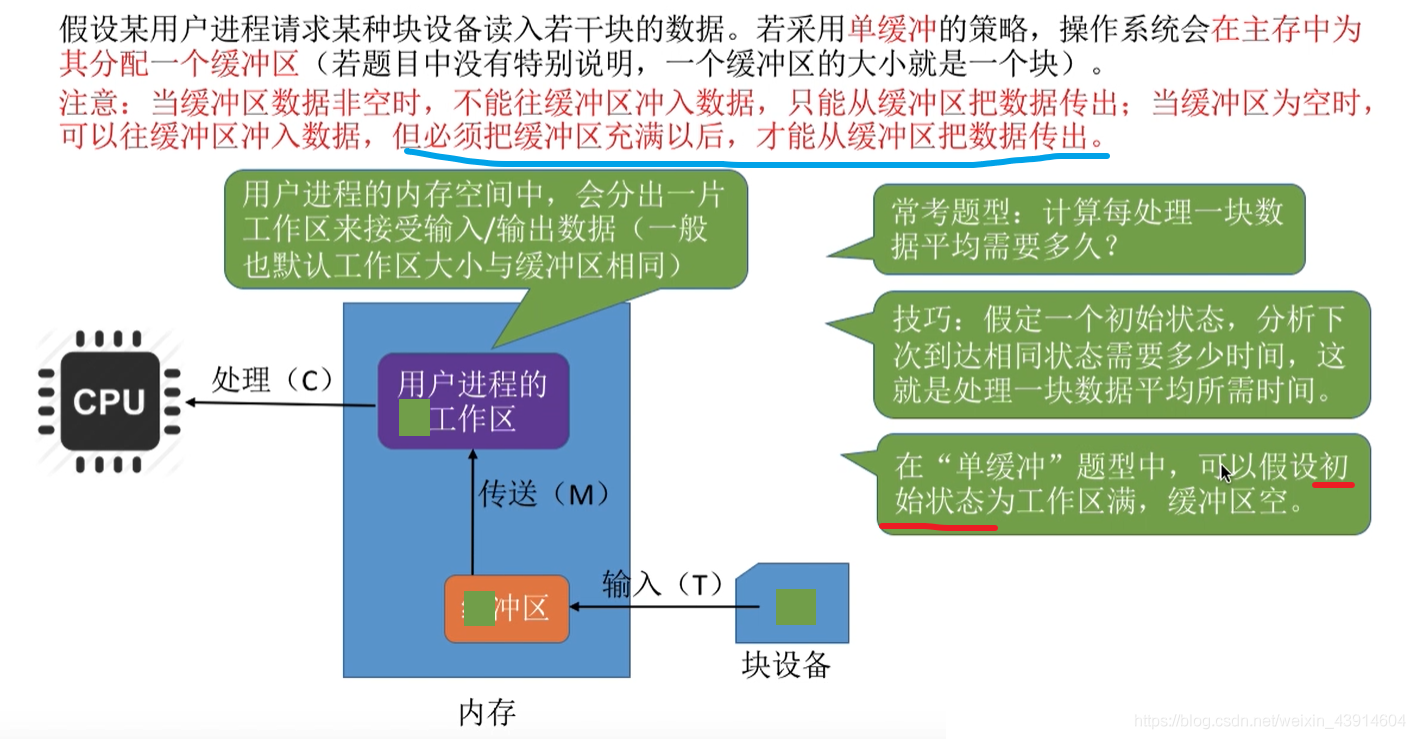 假设某用户进程请求某种块设备读入若干块的数据。若采用单缓冲的策略，操作系统会在主存中为
其分配一个缓冲区（若题目中没有特别说明，一个缓冲区的大小就是一个块）。
注意：当缓冲区数据非空时，不能往缓冲区冲入数据，只能从缓冲区把数据传出；当缓冲区为空时，
可以往缓冲区冲入数据，但必须把缓冲区充满以后，才能从缓冲区把数据传出。
用户进程的内存空间中，会分出一片
工作区来接受输入/输出数据（一般
也默认工作区大小与缓冲区相同）
常考题型：计算每处理一块数
据平均需要多久？
技巧：假定一个初始状态，分析下
次到达相同状态需要多少时间，这
就是处理一块数据平均所需时间。
在“单缓冲”题型中，可以假设初
始状态为工作区满，缓冲区空。
CPU
处理（C）
用户进程的
工作区
传送（M）
冲区
输入（T）
块设备
内存
https://blog.csdn.net/weixin_43914604